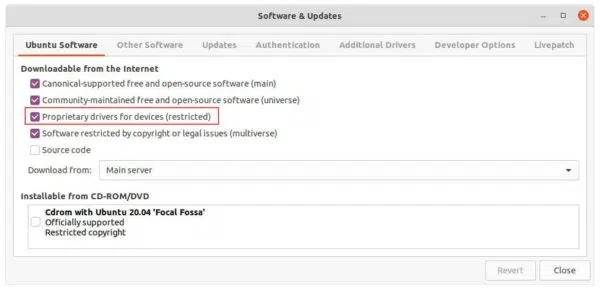 Software & Updates
Ubuntu Software Other Software Updates Authentication Additional Drivers Developer Options Livepatch
Downloadable from the Internet
Canonical-supported free and open-source software (main)
Community-maintained free and open-source software (universe)
Proprietary drivers for devices (restricted)
Software restricted by copyright or legal issues (multiverse)
Source code
Download from: Main server
Installable from CD-ROM/DVD
Cdrom with Ubuntu 20.04 'Focal Fossa'
Officially supported
Restricted copyright
Revert Close